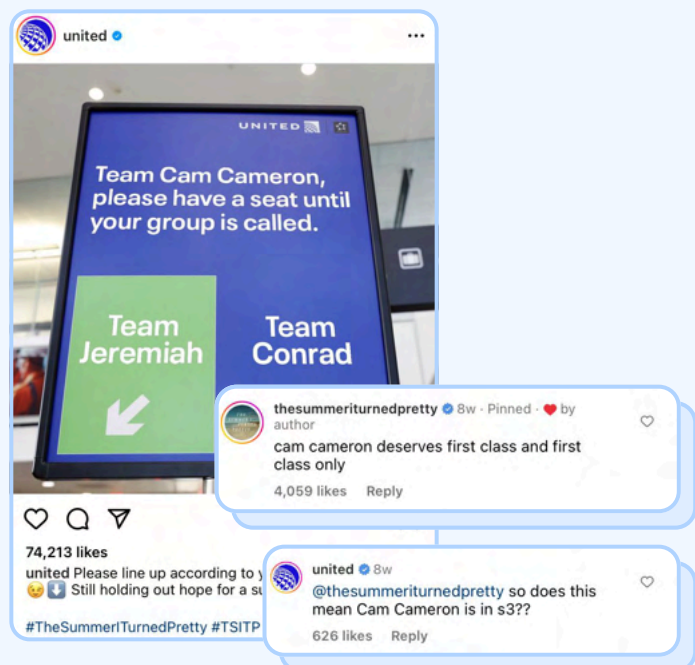 united
UNITED
Team Cam Cameron,
please have a seat until
your group is called.
Team
Jeremiah
Team
Conrad
thesummeriturnedpretty 8w · Pinned · ❤️ by
author
cam cameron deserves first class and first
class only
4,059 likes Reply
74,213 likes
united Please line up according to
😉⬇️ Still holding out hope for a
#TheSummerITurnedPretty #TSITP
united 8w
@thesummeriturnedpretty so does this
mean Cam Cameron is in s3??
626 likes Reply